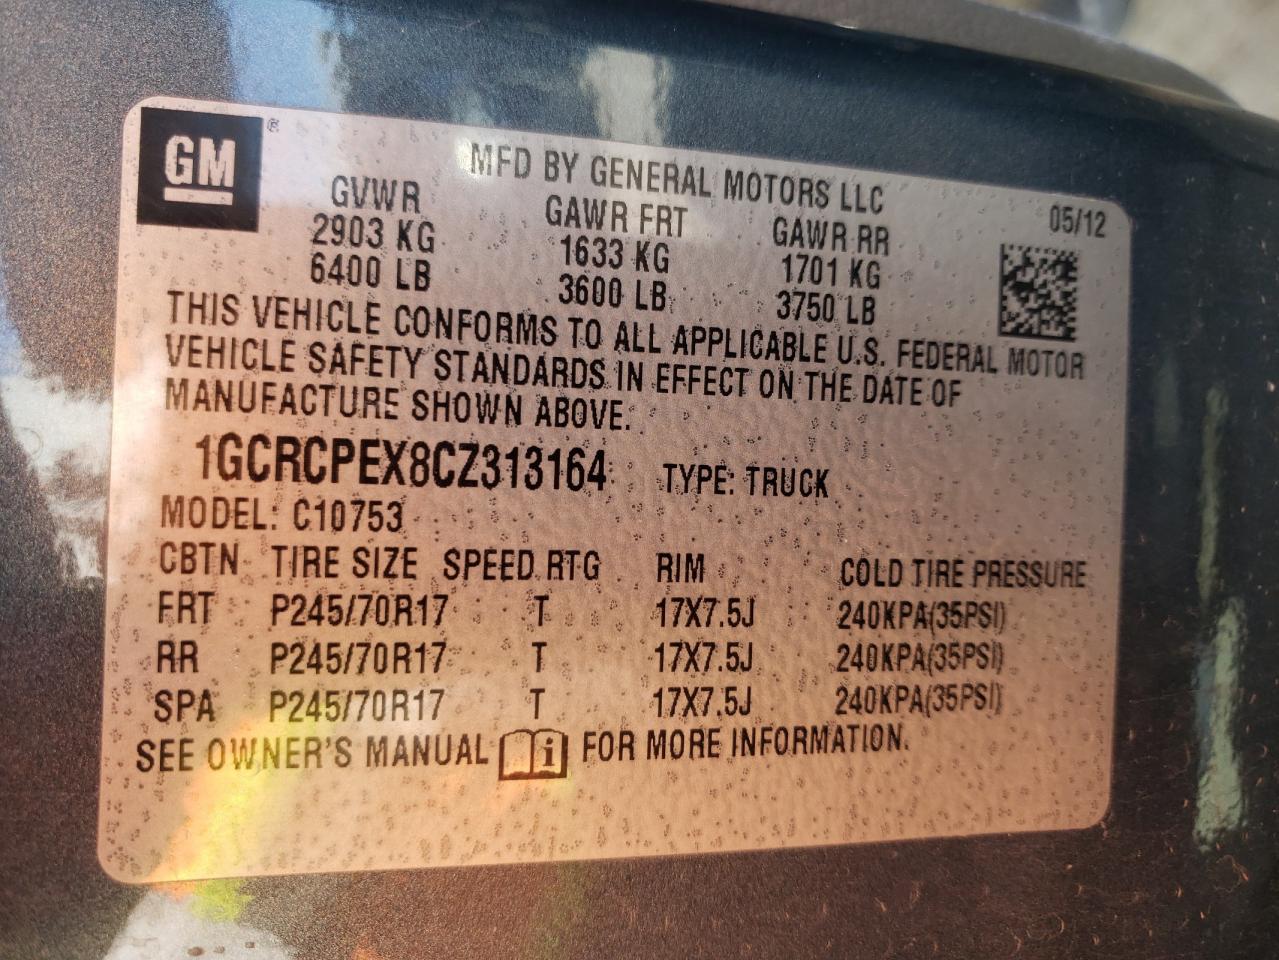 GM ®
MFD BY GENERAL MOTORS LLC
GVWR GAWR FRT GAWR RR 05/12
2903 KG 1633 KG 1701 KG
6400 LB 3600 LB 3750 LB
THIS VEHICLE CONFORMS TO ALL APPLICABLE U.S. FEDERAL MOTOR
VEHICLE SAFETY STANDARDS IN EFFECT ON THE DATE OF
MANUFACTURE SHOWN ABOVE.
1GCRCPEX8CZ313164 TYPE: TRUCK
MODEL: C10753
CBTN TIRE SIZE SPEED RTG RIM COLD TIRE PRESSURE
FRT P245/70R17 T 17X7.5J 240KPA(35PSI)
RR P245/70R17 T 17X7.5J 240KPA(35PSI)
SPA P245/70R17 T 17X7.5J 240KPA(35PSI)
SEE OWNER'S MANUAL i FOR MORE INFORMATION.